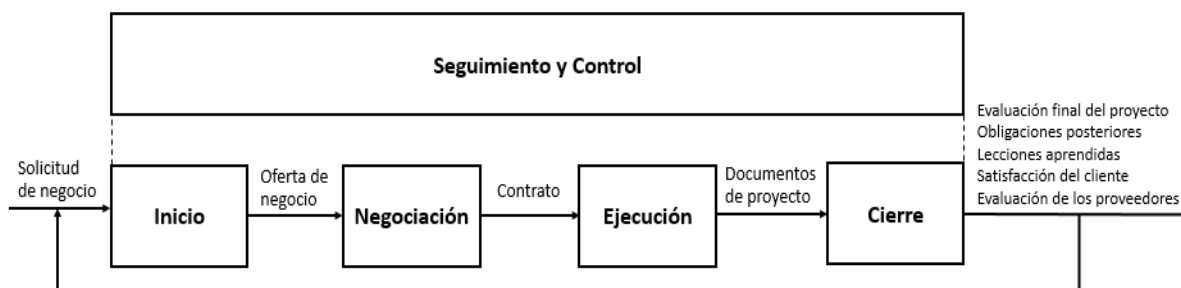 Seguimiento y Control
Evaluación final del proyecto
Obligaciones posteriores
Lecciones aprendidas
Satisfacción del cliente
Evaluación de los proveedores
Solicitud
de negocio
Inicio
Oferta de
negocio
Negociación
Contrato
Ejecución
Documentos
de proyecto
Cierre